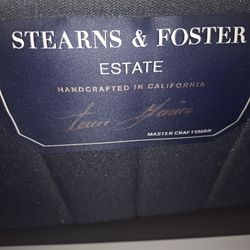 STEARNS & FOSTER
ESTATE
HANDCRAFTED IN CALIFORNIA
MASTER CRAFTSMAN